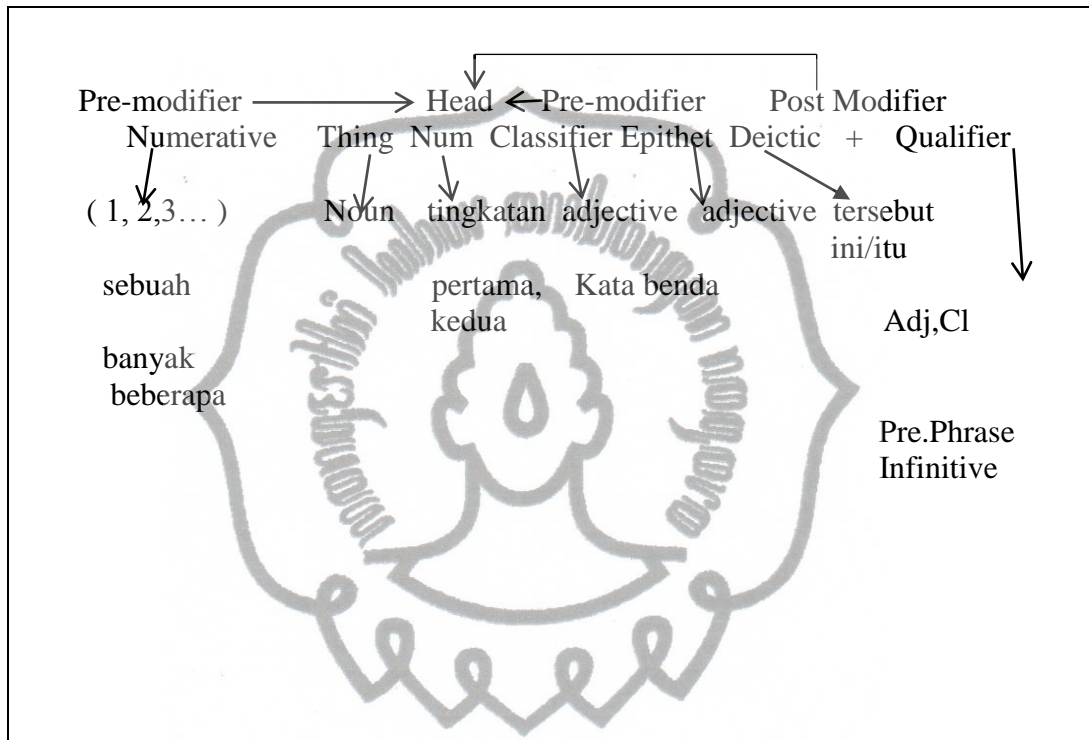 Pre-modifier Head Pre-modifier Post Modifier
Numerative Thing Num Classifier Epithet Deictic + Qualifier
( 1, 2,3… ) Noun tingkatan adjective adjective tersebut
ini/itu
sebuah pertama, Kata benda
kedua Adj,Cl
banyak
beberapa
Pre.Phrase
Infinitive